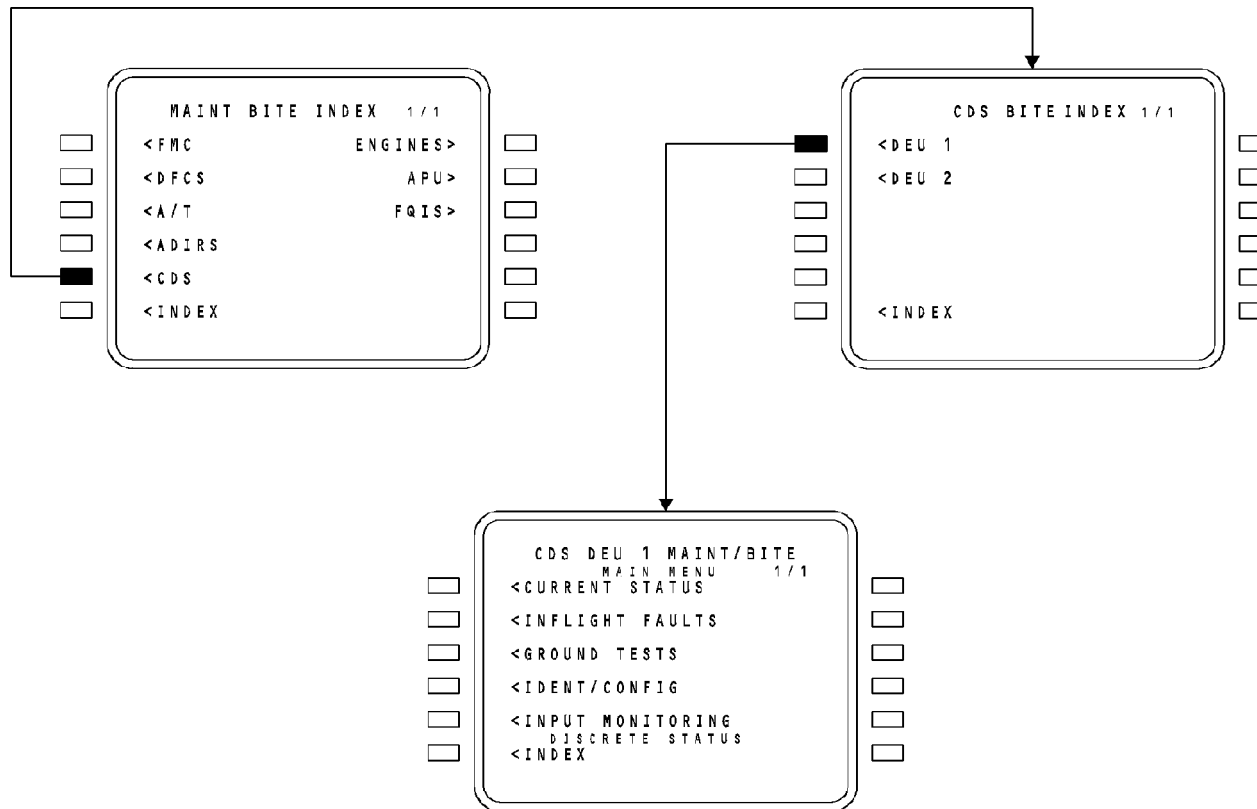 MAINT BITE INDEX 1/1
<FMC ENGINES>
<DFCS APU>
<A/T FQIS>
<ADIRS
<CDS
<INDEX
CDS BITE INDEX 1/1
<DEU 1
<DEU 2
<INDEX
CDS DEU 1 MAINT/BITE
MAIN MENU 1/1
<CURRENT STATUS
<INFLIGHT FAULTS
<GROUND TESTS
<IDENT/CONFIG
<INPUT MONITORING
DISCRETE STATUS
<INDEX